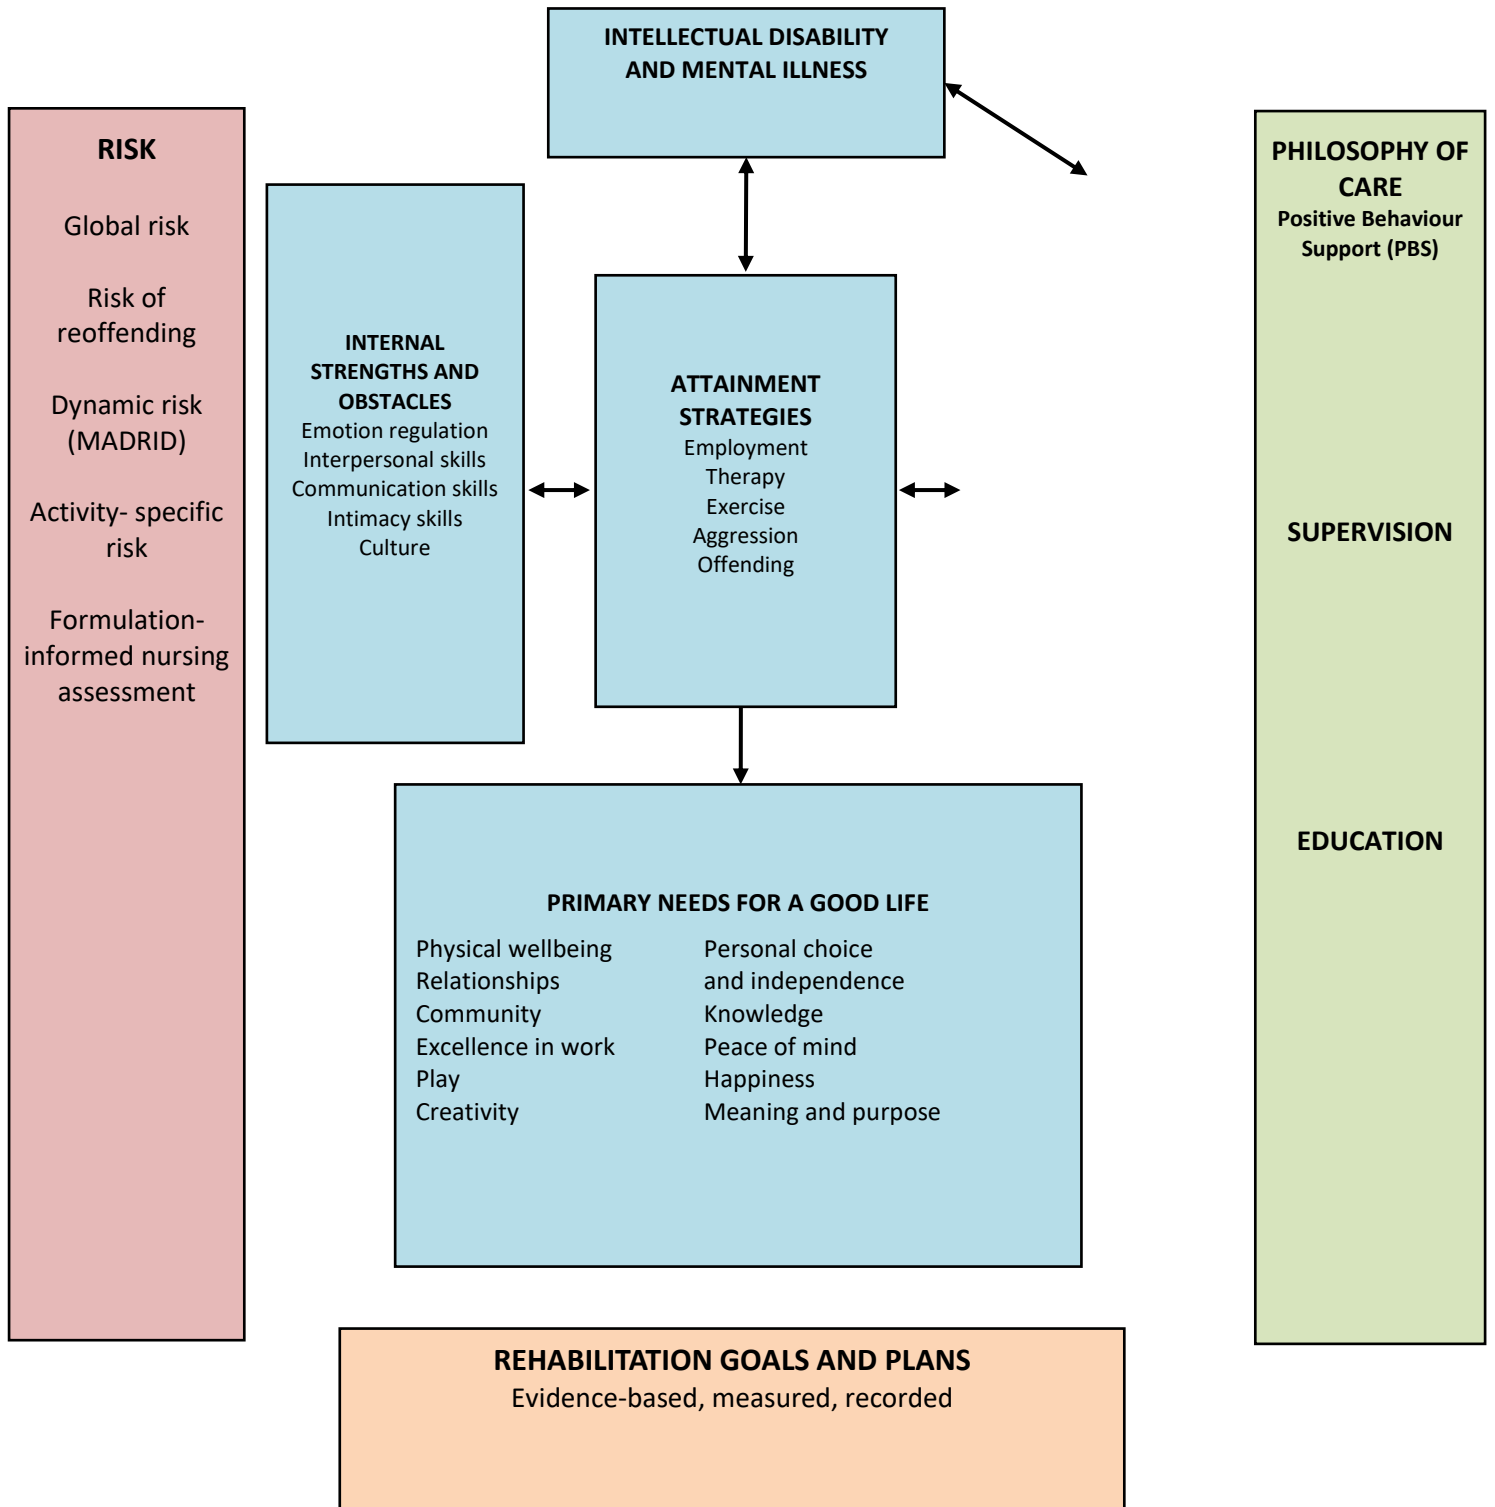 INTELLECTUAL DISABILITY
AND MENTAL ILLNESS
RISK
Global risk
Risk of
reoffending
Dynamic risk
(MADRID)
Activity- specific
risk
Formulation-
informed nursing
assessment
INTERNAL
STRENGTHS AND
OBSTACLES
Emotion regulation
Interpersonal skills
Communication skills
Intimacy skills
Culture
ATTAINMENT
STRATEGIES
Employment
Therapy
Exercise
Aggression
Offending
PHILOSOPHY OF
CARE
Positive Behaviour
Support (PBS)
SUPERVISION
EDUCATION
PRIMARY NEEDS FOR A GOOD LIFE
Physical wellbeing
Relationships
Community
Excellence in work
Play
Creativity
Personal choice
and independence
Knowledge
Peace of mind
Happiness
Meaning and purpose
REHABILITATION GOALS AND PLANS
Evidence-based, measured, recorded